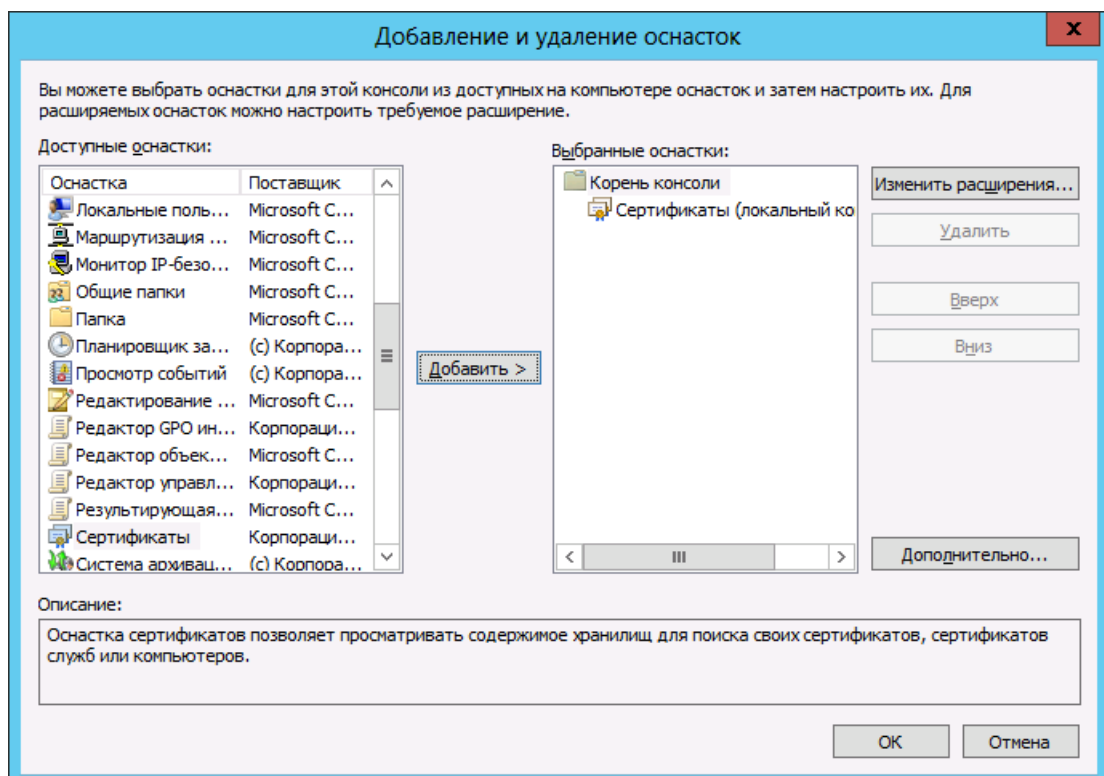 Добавление и удаление оснасток
x
Вы можете выбрать оснастки для этой консоли из доступных на компьютере оснасток и затем настроить их. Для
расширяемых оснасток можно настроить требуемое расширение.
Доступные оснастки:
Оснастка Поставщик
Локальные поль... Microsoft C...
Маршрутизация ... Microsoft C...
Монитор IP-безо... Microsoft C...
Общие папки Microsoft C...
Папка Microsoft C...
Планировщик за... (c) Корпора...
Просмотр событий (c) Корпора...
Редактирование ... Microsoft C...
Редактор GPO ин... Корпораци...
Редактор объек... Microsoft C...
Редактор управл... Корпораци...
Результирующая... Microsoft C...
Сертификаты Корпораци...
Система архивац... (c) Корпора...
Добавить >
Выбранные оснастки:
Корень консоли
Сертификаты (локальный ко
Изменить расширения...
Удалить
Вверх
Вниз
Дополнительно...
Описание:
Оснастка сертификатов позволяет просматривать содержимое хранилищ для поиска своих сертификатов, сертификатов
служб или компьютеров.
ОК Отмена